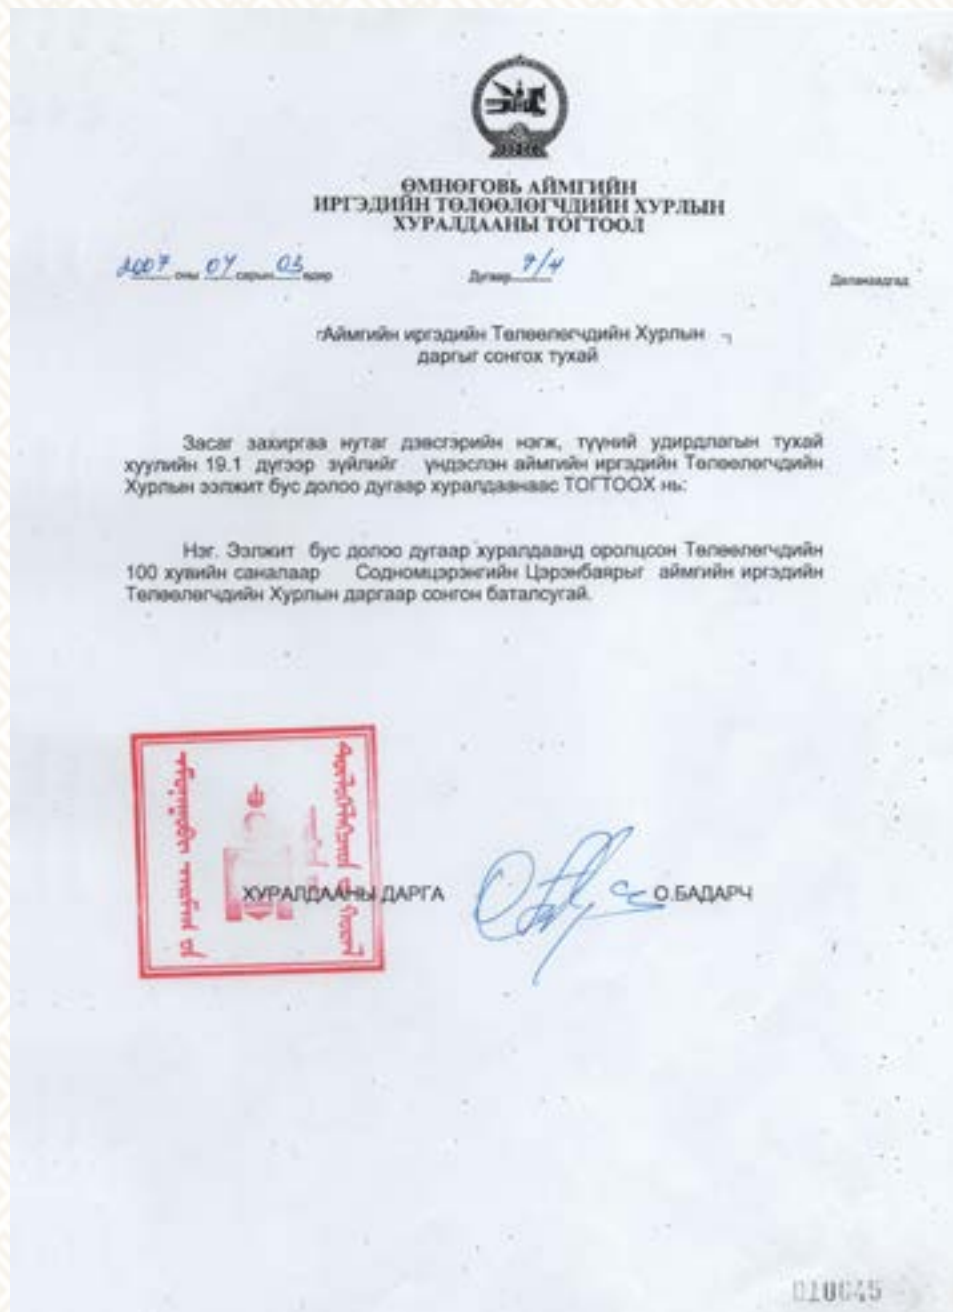 ӨМНӨГОВЬ АЙМГИЙН
ИРГЭДИЙН ТӨЛӨӨЛӨГЧДИЙН ХУРЛЫН
ХУРАЛДААНЫ ТОГТООЛ
2007 оны 07 сарын 03 өдөр Дугаар 7/4 Даланзадгад
Аймгийн иргэдийн Төлөөлөгчдийн Хурлын
даргыг сонгох тухай
Засаг захиргаа нутаг дэвсгэрийн нэгж, түүний удирдлагын тухай
хуулийн 19.1 дүгээр зүйлийг үндэслэн аймгийн иргэдийн Төлөөлөгчдийн
Хурлын ээлжит бус долоо дугаар хуралдаанаас ТОГТООХ нь:
Нэг. Ээлжит бус долоо дугаар хуралдаанд оролцсон Төлөөлөгчдийн
100 хувийн саналаар Содномцэрэнгийн Цэрэнбаярыг аймгийн иргэдийн
Төлөөлөгчдийн Хурлын даргаар сонгон баталсугай.
ХУРАЛДААНЫ ДАРГА О.БАДАРЧ